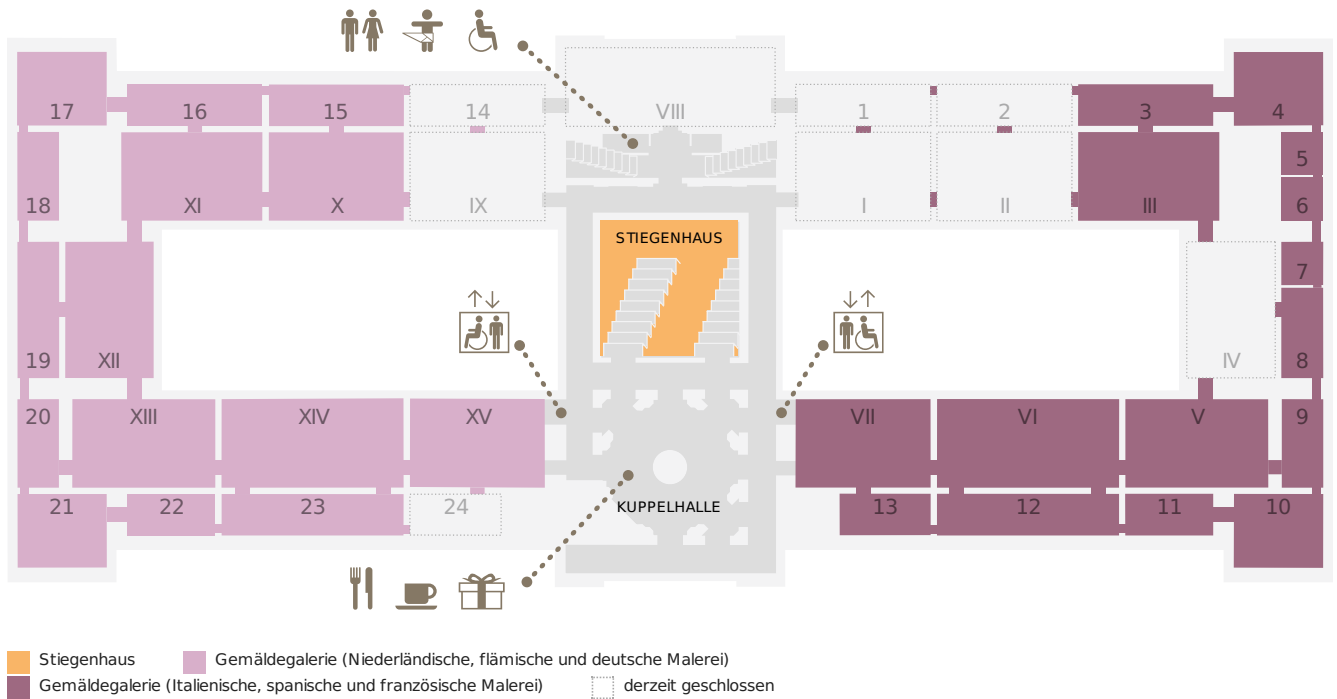 17 16 15 14 VIII 1 2 3 4
5
18 XI X IX I II III 6
STIEGENHAUS
7
19 XII IV 8
20 XIII XIV XV VII VI V 9
21 22 23 24 KUPPELHALLE 13 12 11 10
Stiegenhaus Gemäldegalerie (Niederländische, flämische und deutsche Malerei)
Gemäldegalerie (Italienische, spanische und französische Malerei) derzeit geschlossen